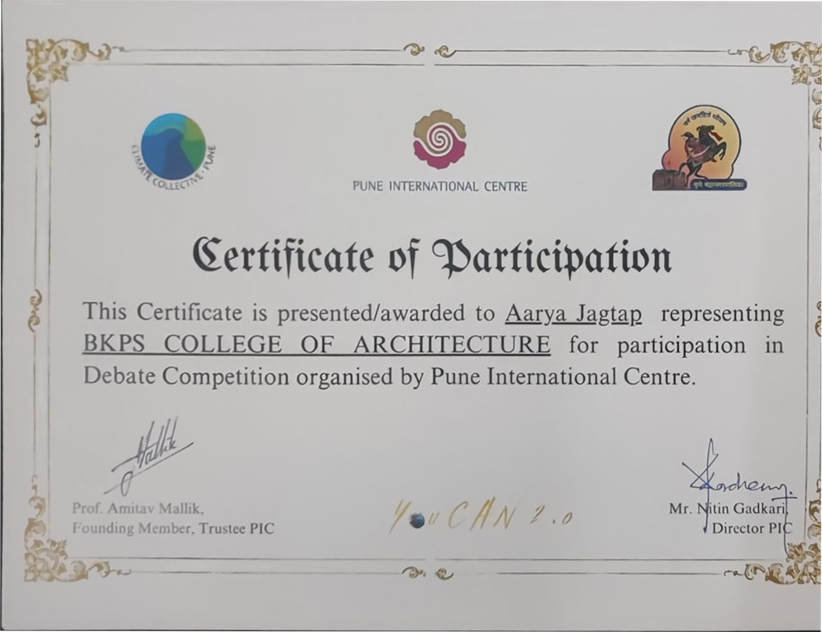 CLIMATE COLLECTIVE - PUNE
PUNE INTERNATIONAL CENTRE
Certificate of Participation
This Certificate is presented/awarded to Aarya Jagtap representing
BKPS COLLEGE OF ARCHITECTURE for participation in
Debate Competition organised by Pune International Centre.
Mallik
Prof. Amitav Mallik,
Founding Member, Trustee PIC
YouCAN 2.0
Mr. Nitin Gadkari,
Director PIC